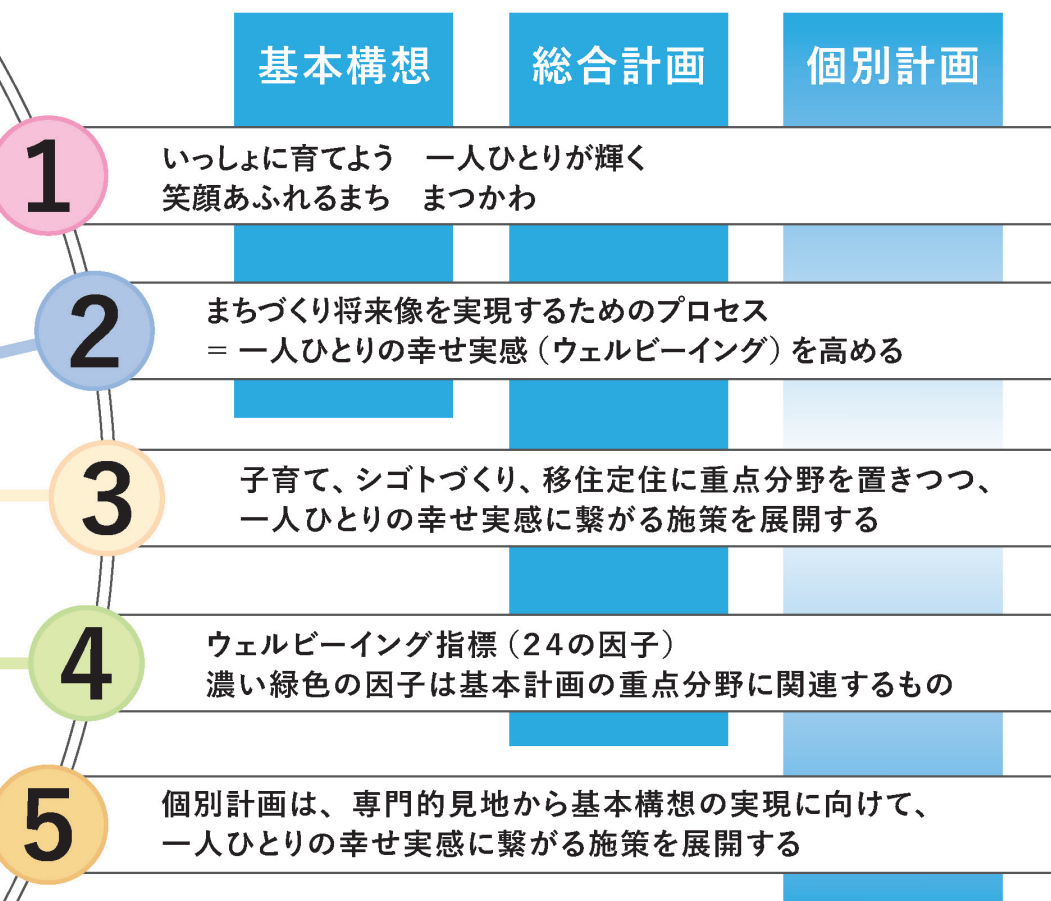 基本構想
総合計画
個別計画
1
いっしょに育てよう　一人ひとりが輝く
笑顔あふれるまち　まつかわ
2
まちづくり将来像を実現するためのプロセス
= 一人ひとりの幸せ実感（ウェルビーイング）を高める
3
子育て、シゴトづくり、移住定住に重点分野を置きつつ、
一人ひとりの幸せ実感に繋がる施策を展開する
4
ウェルビーイング指標（24の因子）
濃い緑色の因子は基本計画の重点分野に関連するもの
5
個別計画は、専門的見地から基本構想の実現に向けて、
一人ひとりの幸せ実感に繋がる施策を展開する